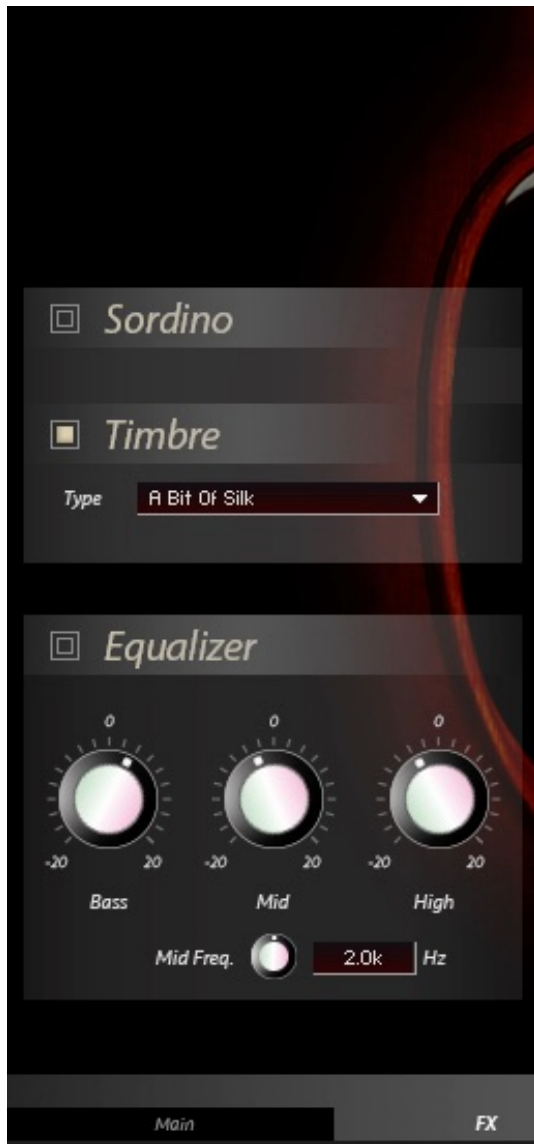 Sordino
Timbre
Type A Bit Of Silk
Equalizer
0 0 0
-20 20 -20 20 -20 20
Bass Mid High
Mid Freq. 2.0k Hz
Main FX